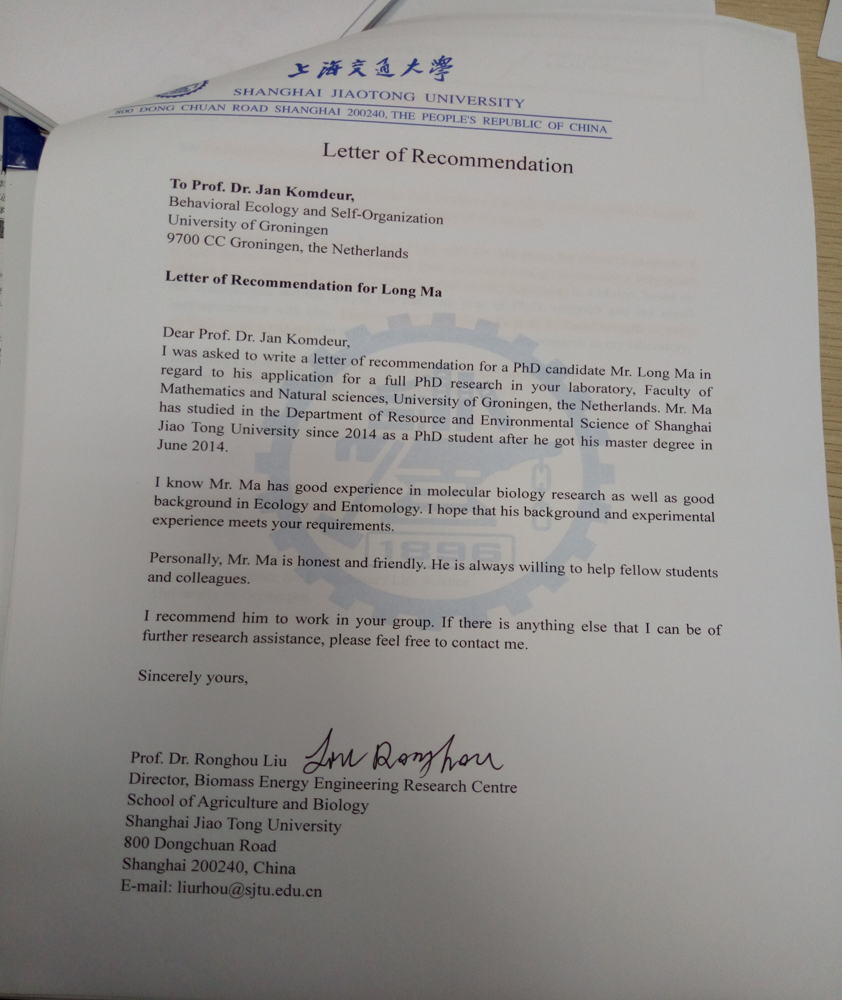 上海交通大學
SHANGHAI JIAOTONG UNIVERSITY
800 DONG CHUAN ROAD SHANGHAI 200240, THE PEOPLE'S REPUBLIC OF CHINA
Letter of Recommendation
To Prof. Dr. Jan Komdeur,
Behavioral Ecology and Self-Organization
University of Groningen
9700 CC Groningen, the Netherlands
Letter of Recommendation for Long Ma
Dear Prof. Dr. Jan Komdeur,
I was asked to write a letter of recommendation for a PhD candidate Mr. Long Ma in
regard to his application for a full PhD research in your laboratory, Faculty of
Mathematics and Natural sciences, University of Groningen, the Netherlands. Mr. Ma
has studied in the Department of Resource and Environmental Science of Shanghai
Jiao Tong University since 2014 as a PhD student after he got his master degree in
June 2014.
I know Mr. Ma has good experience in molecular biology research as well as good
background in Ecology and Entomology. I hope that his background and experimental
experience meets your requirements.
1896
Personally, Mr. Ma is honest and friendly. He is always willing to help fellow students
and colleagues.
I recommend him to work in your group. If there is anything else that I can be of
further research assistance, please feel free to contact me.
Sincerely yours,
Prof. Dr. Ronghou Liu Liu Ronghou
Director, Biomass Energy Engineering Research Centre
School of Agriculture and Biology
Shanghai Jiao Tong University
800 Dongchuan Road
Shanghai 200240, China
E-mail: liurhou@sjtu.edu.cn